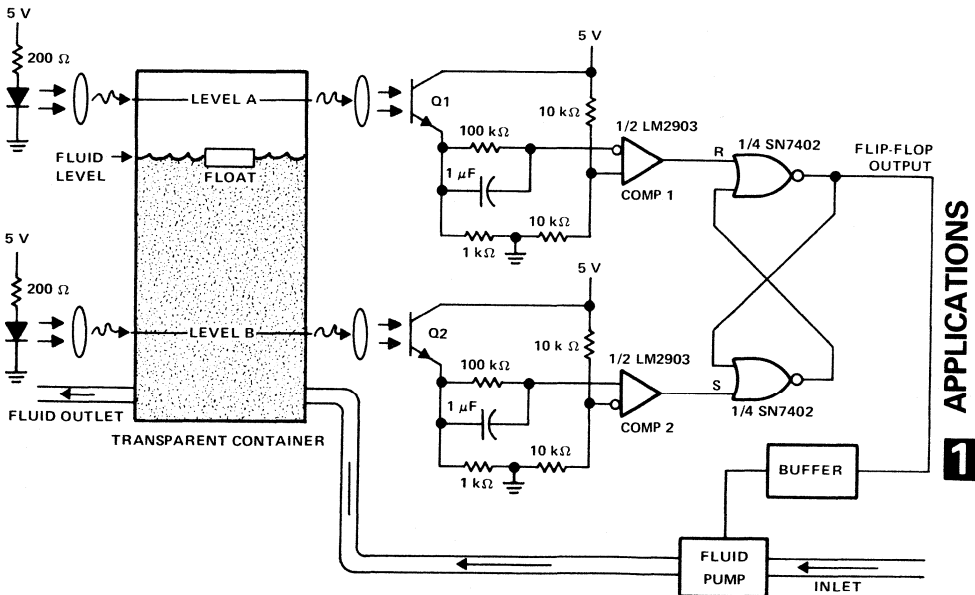 5 V
200 Ω
LEVEL A
FLUID
LEVEL
FLOAT
5 V
200 Ω
LEVEL B
FLUID OUTLET
TRANSPARENT CONTAINER
5 V
Q1
10 kΩ
100 kΩ
1 μF
1/2 LM2903
COMP 1
10 kΩ
1 kΩ
R
1/4 SN7402
FLIP-FLOP
OUTPUT
5 V
Q2
10 k Ω
100 kΩ
1 μF
1/2 LM2903
COMP 2
10 kΩ
1 kΩ
S
1/4 SN7402
BUFFER
FLUID
PUMP
INLET
1 APPLICATIONS